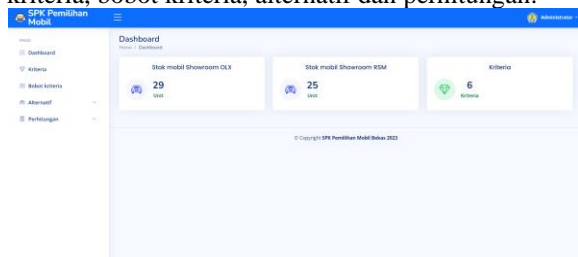 kriteria, bobot kriteria, alternatif dan perhitungan.
SPK Pemilihan
Mobil
Administrator
Dashboard
Home / Dashboard
Dashboard
Kriteria
Bobot kriteria
Alternatif
Perhitungan
Stok mobil Showroom OLX
29
Unit
Stok mobil Showroom RSM
25
Unit
Kriteria
6
Kriteria
© Copyright SPK Pemilihan Mobil Bekas 2023